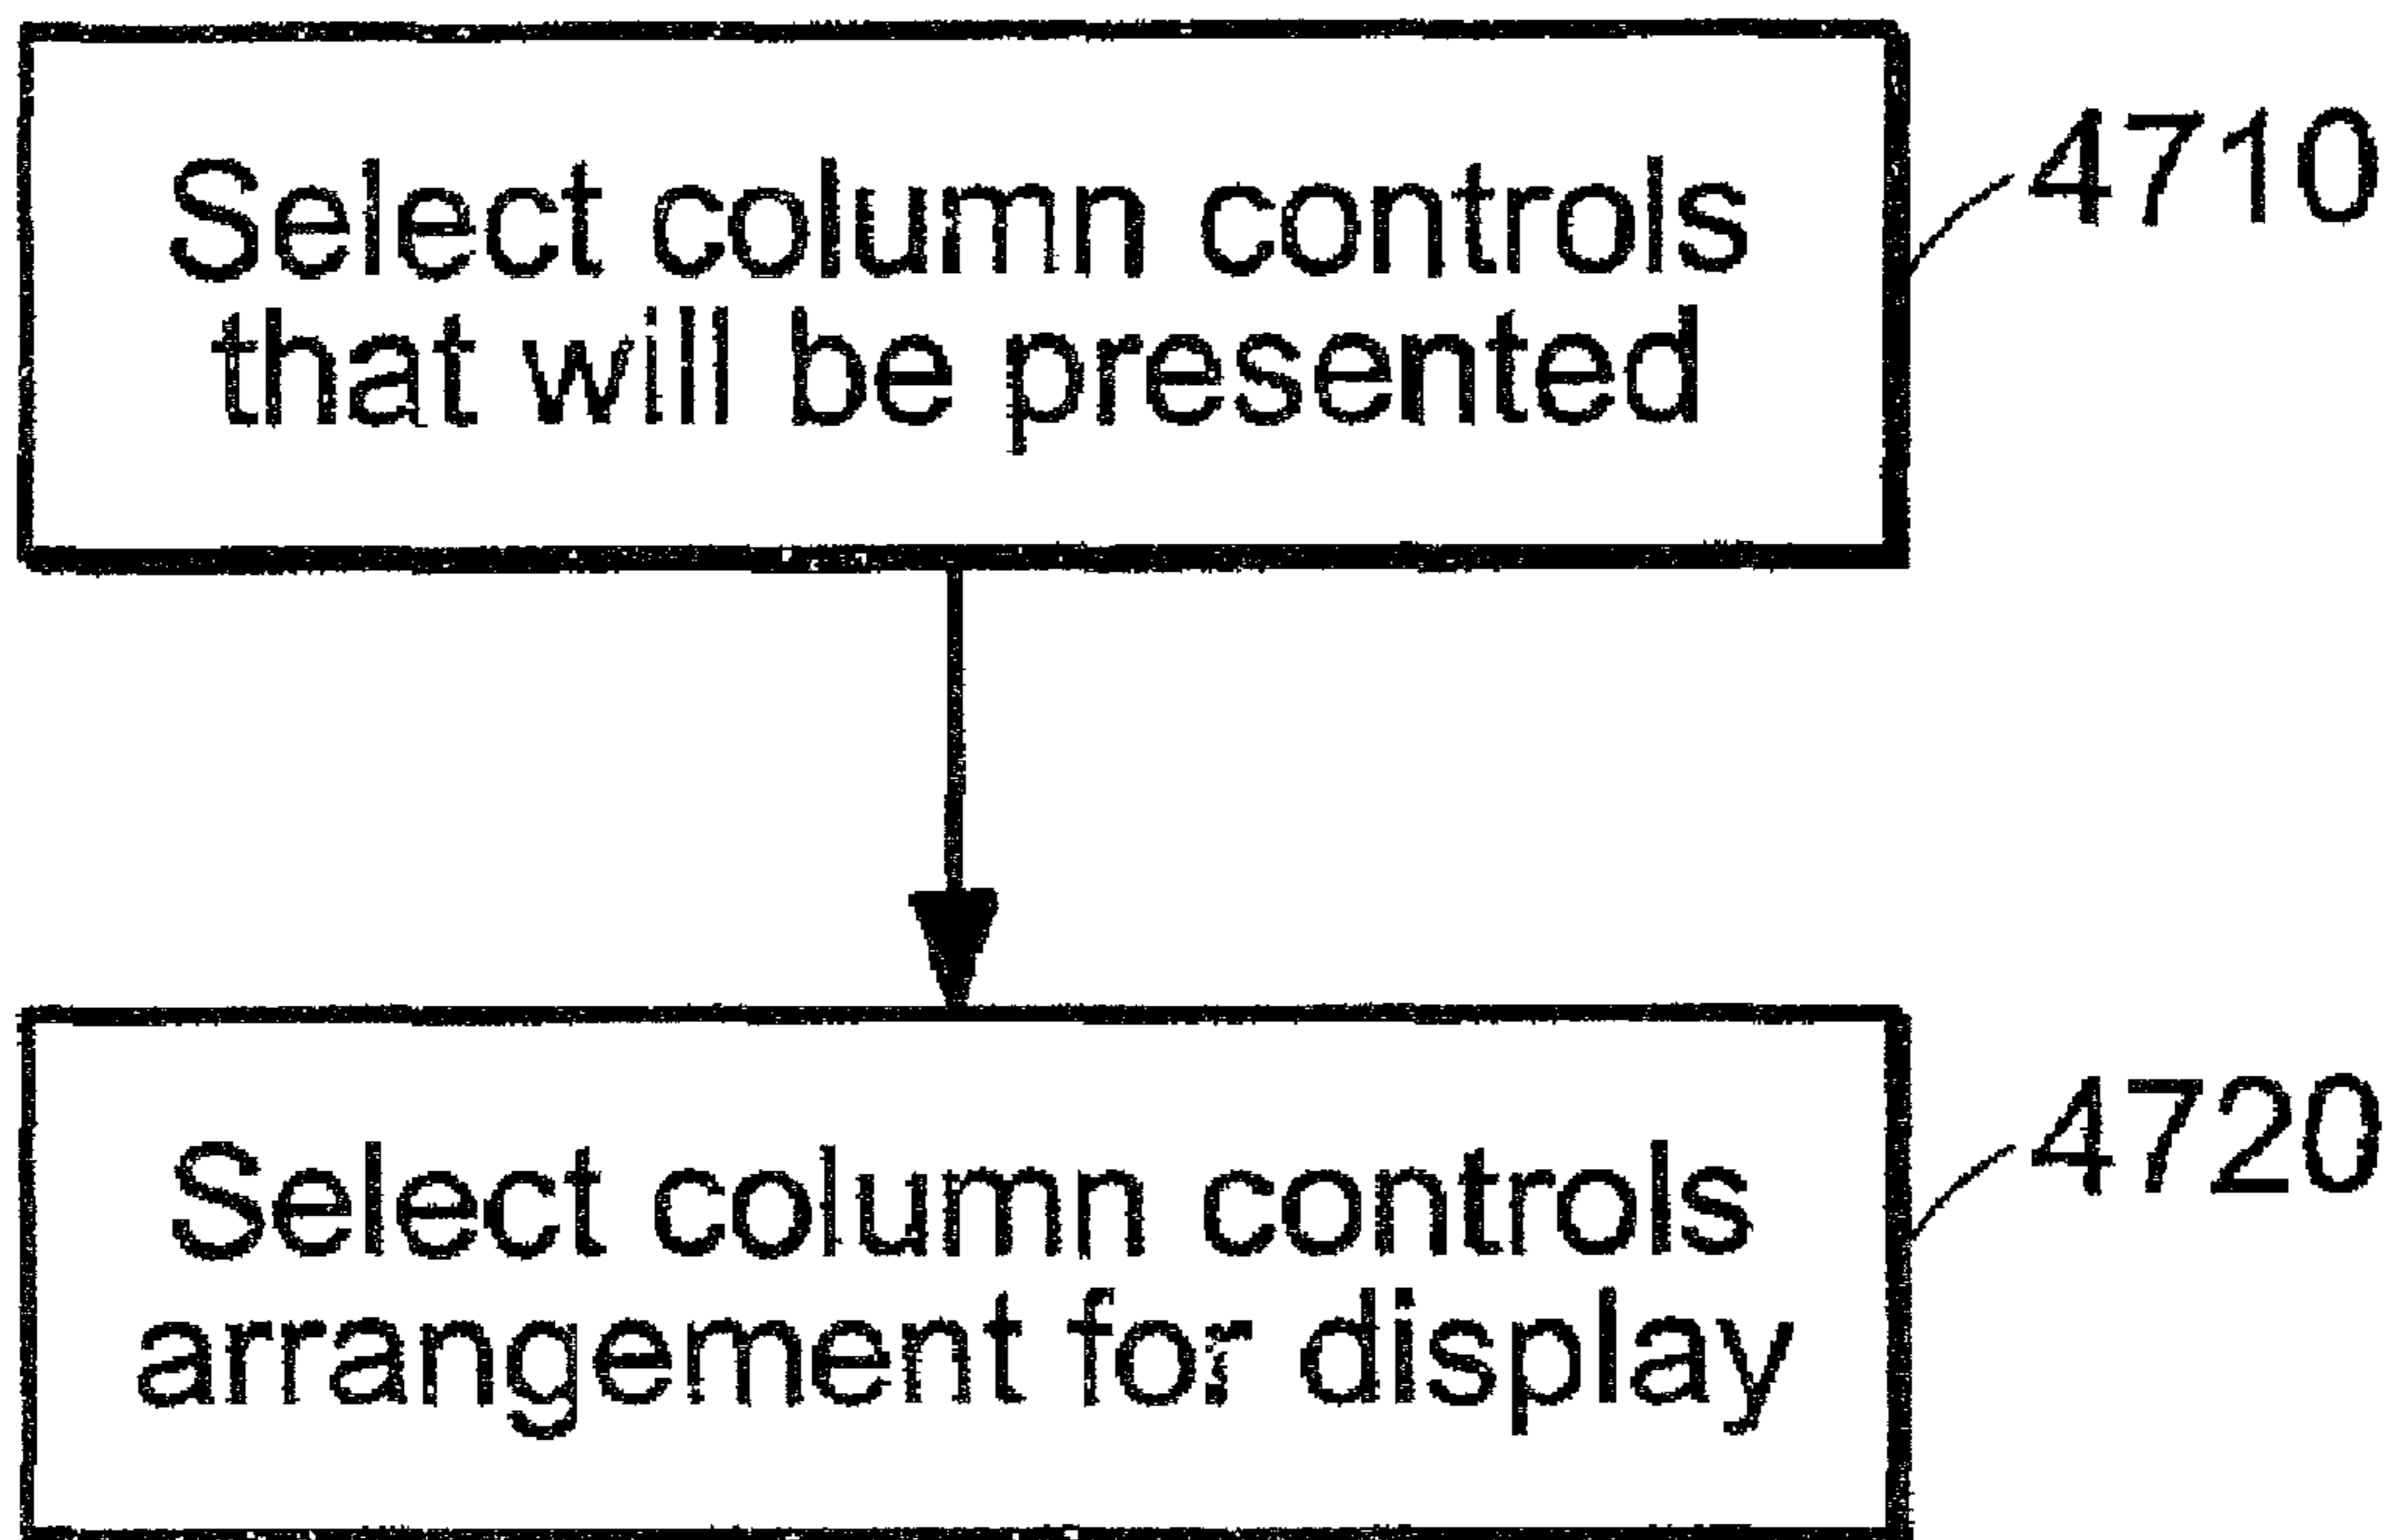 Select column controls
that will be presented
4710
Select column controls
arrangement for display
4720